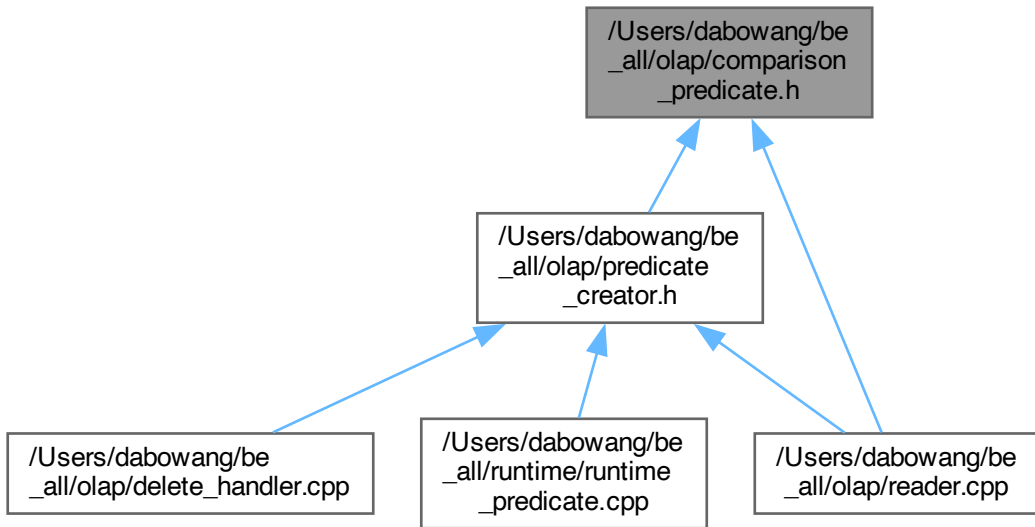 /Users/dabowang/be
_all/olap/comparison
_predicate.h
/Users/dabowang/be
_all/olap/predicate
_creator.h
/Users/dabowang/be
_all/olap/delete_handler.cpp
/Users/dabowang/be
_all/runtime/runtime
_predicate.cpp
/Users/dabowang/be
_all/olap/reader.cpp